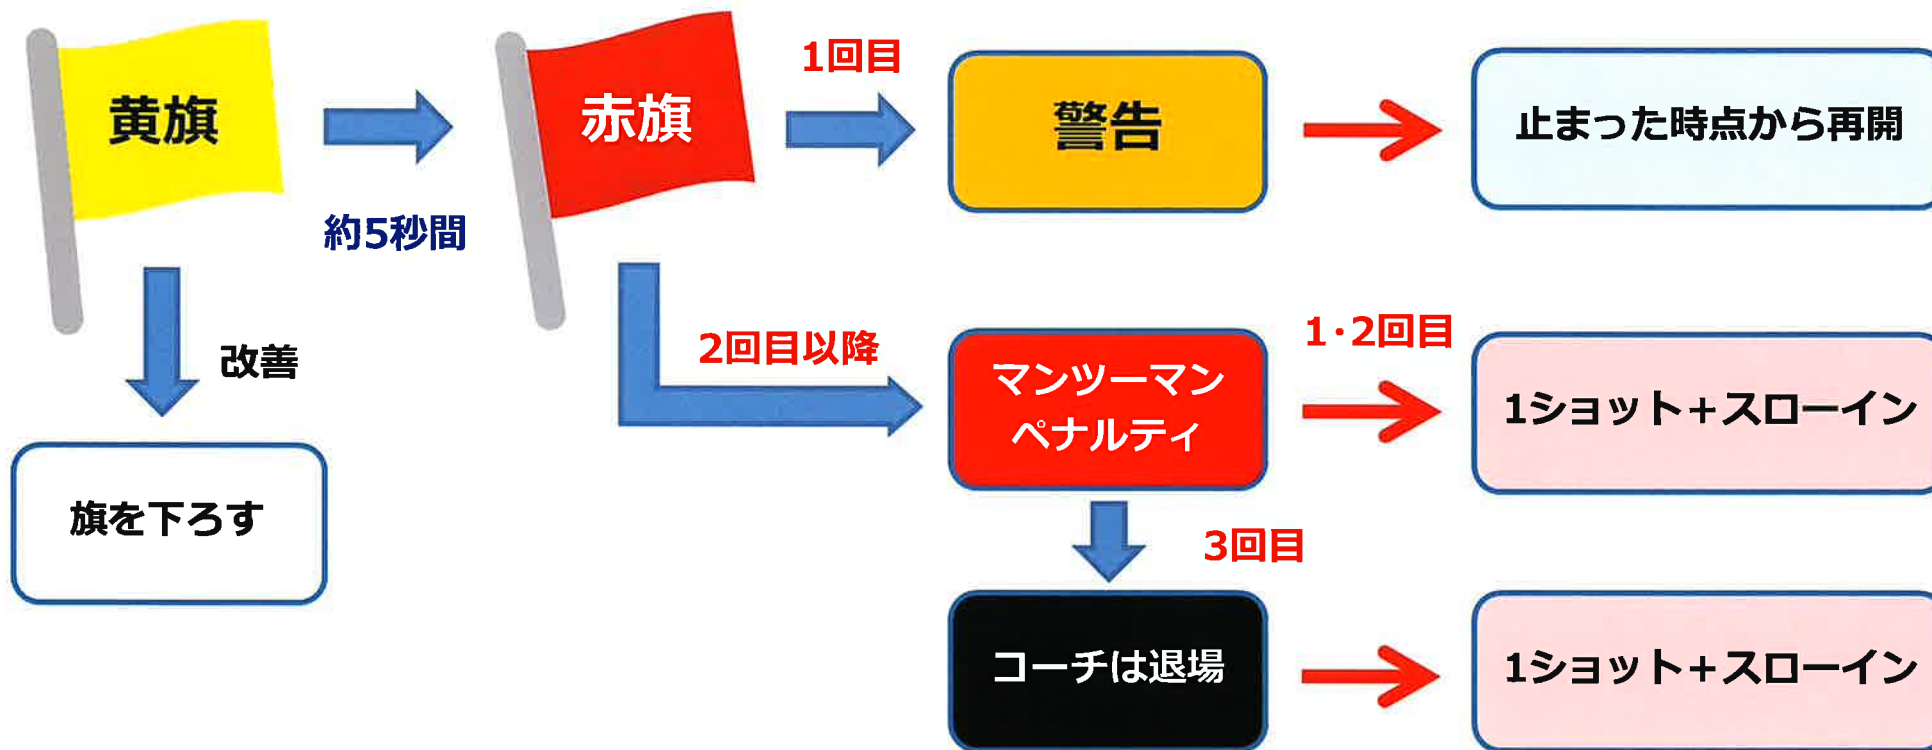 黄旗
約5秒間
赤旗
1回目
警告
止まった時点から再開
改善
旗を下ろす
2回目以降
マンツーマン
ペナルティ
1・2回目
1ショット＋スローイン
3回目
コーチは退場
1ショット＋スローイン